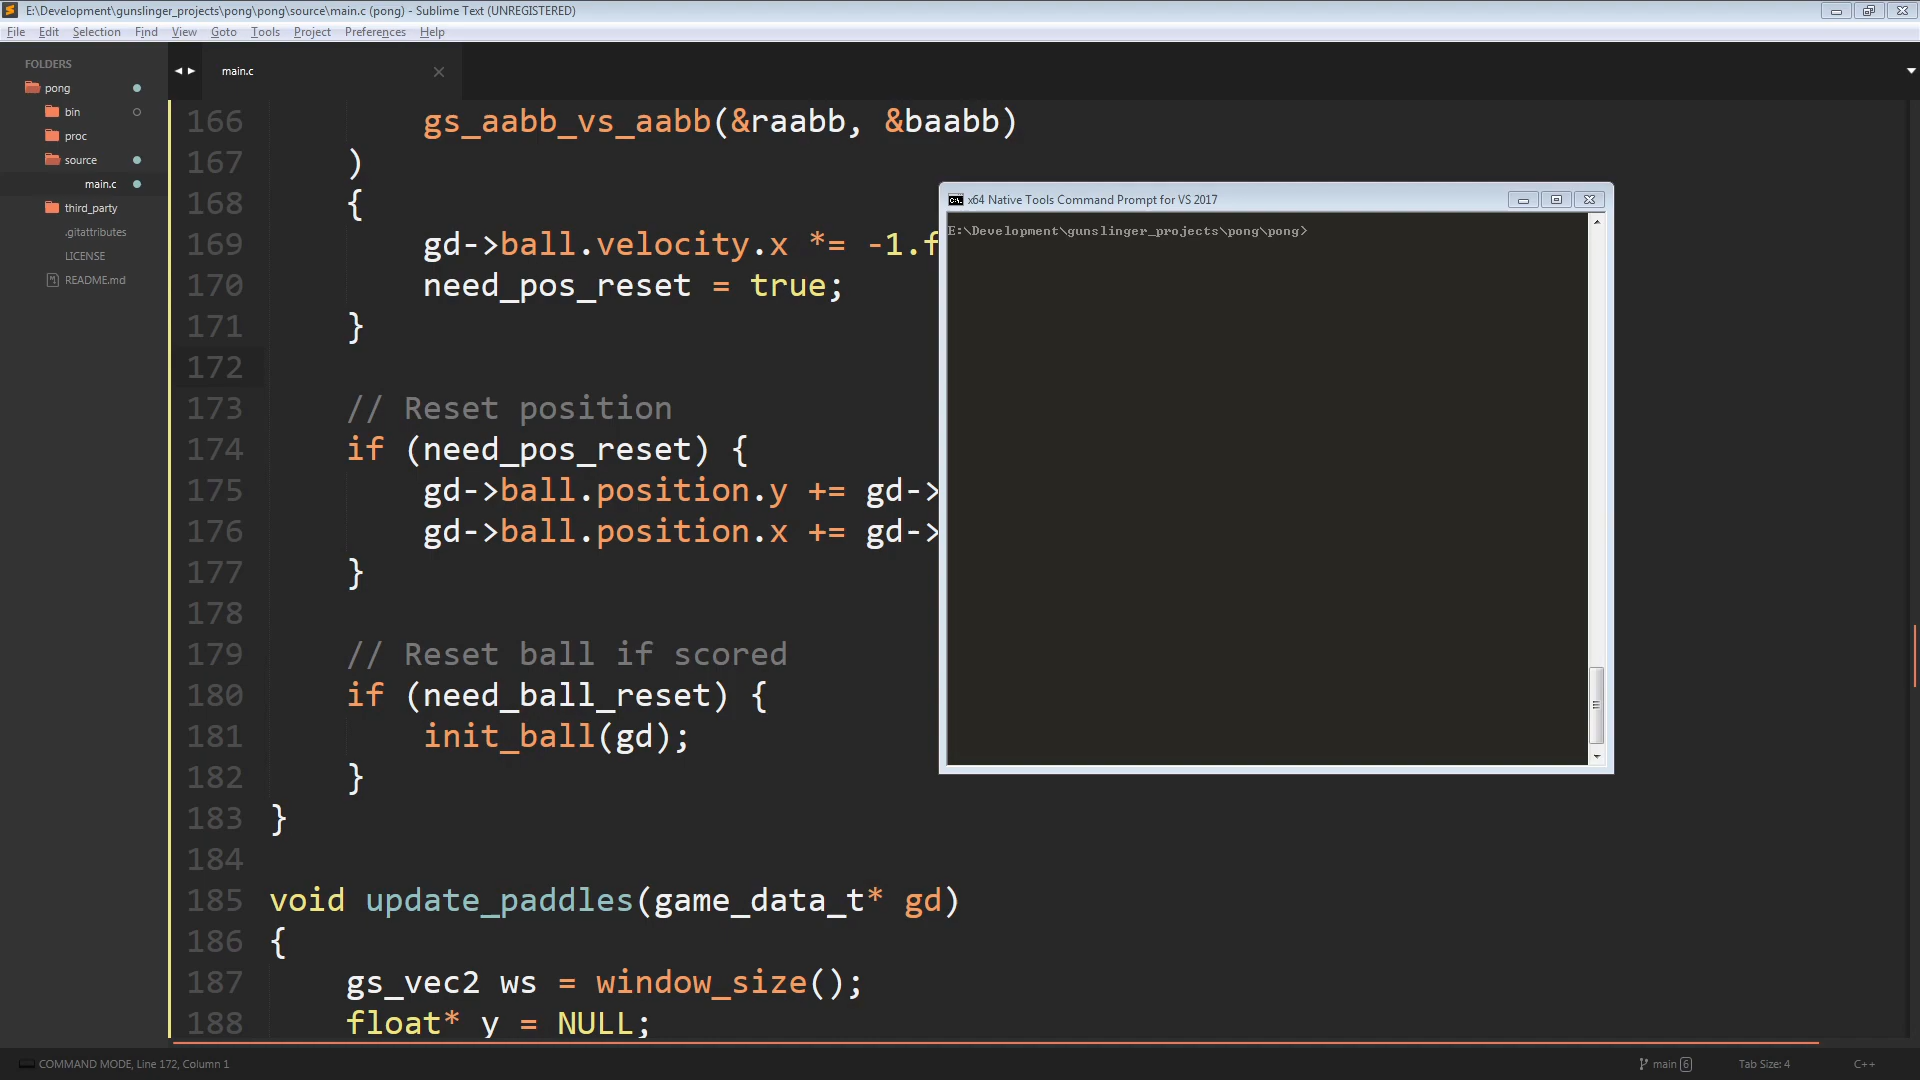 E:\Development\gunslinger_projects\pong\pong\source\main.c (pong) - Sublime Text (UNREGISTERED)
File Edit Selection Find View Goto Tools Project Preferences Help
FOLDERS
pong
bin
proc
source
main.c
third_party
.gitattributes
LICENSE
README.md
main.c
166 gs_aabb_vs_aabb(&raabb, &baabb)
167 )
168 {
169 gd->ball.velocity.x *= -1.f
170 need_pos_reset = true;
171 }
172
173 // Reset position
174 if (need_pos_reset) {
175 gd->ball.position.y += gd->
176 gd->ball.position.x += gd->
177 }
178
179 // Reset ball if scored
180 if (need_ball_reset) {
181 init_ball(gd);
182 }
183 }
184
185 void update_paddles(game_data_t* gd)
186 {
187 gs_vec2 ws = window_size();
188 float* y = NULL;
x64 Native Tools Command Prompt for VS 2017
E:\Development\gunslinger_projects\pong\pong>
COMMAND MODE, Line 172, Column 1
main 6
Tab Size: 4
C++